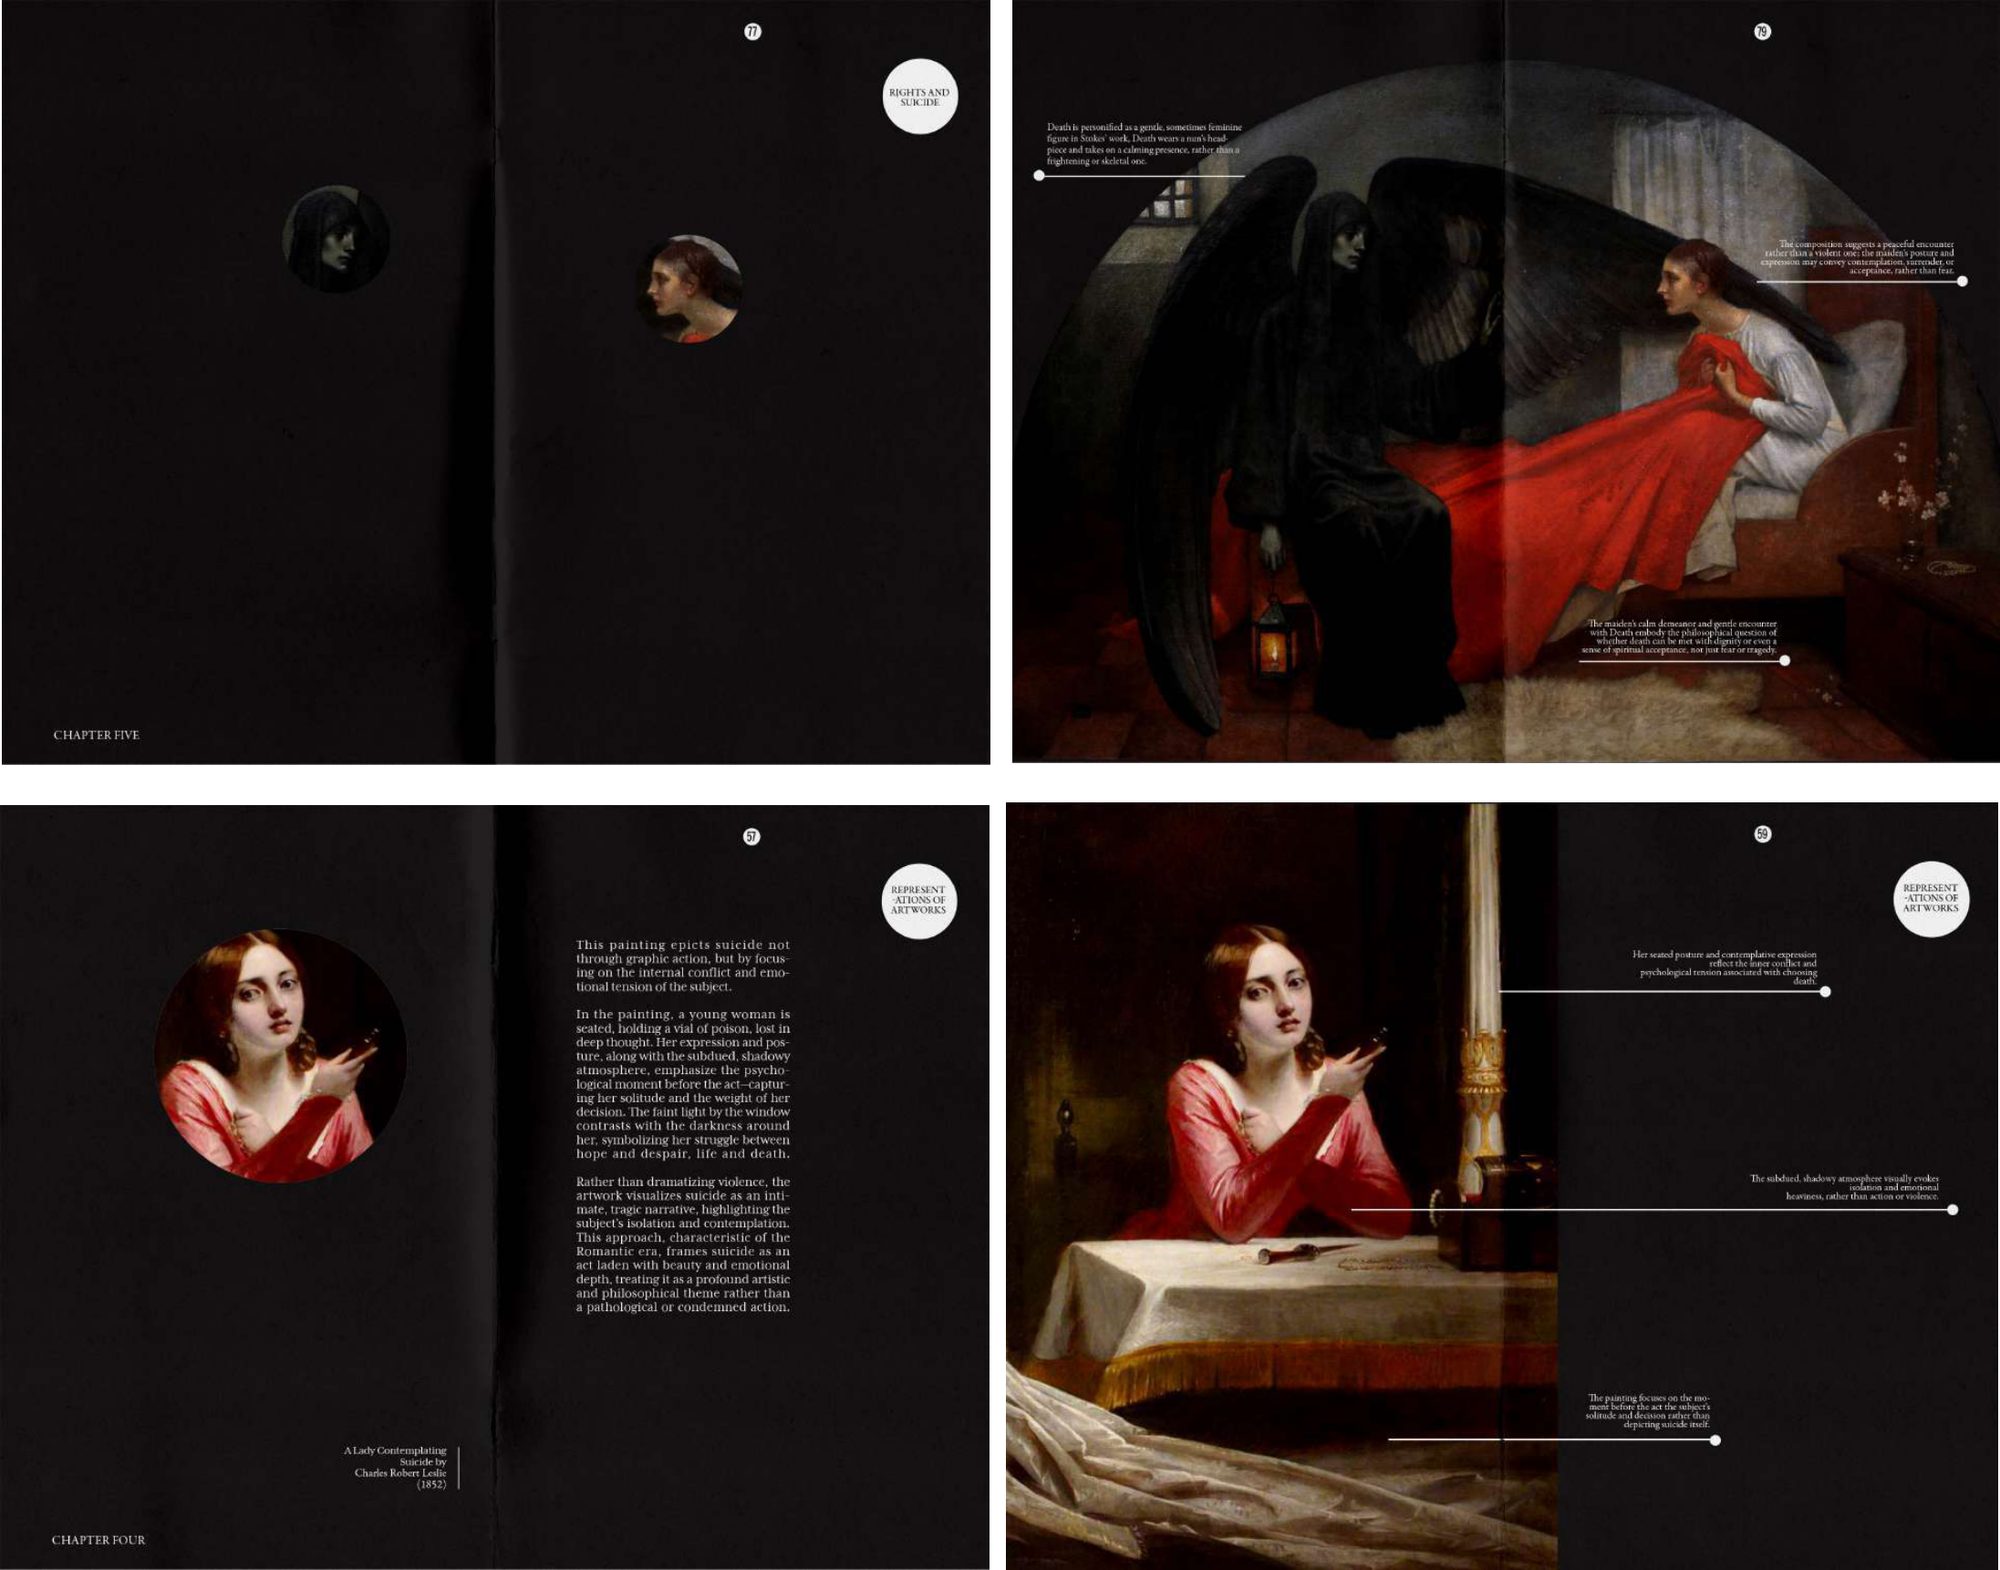 77
RIGHTS AND
SUICIDE
CHAPTER FIVE
79
Death is personified as a gentle, sometimes feminine
figure in Stokes' work, Death wears a nun's head-
piece and takes on a calming presence, rather than a
frightening or skeletal one.
The composition suggests a peaceful encounter
rather than a violent one; the maiden's posture and
expression may convey contemplation, surrender, or
acceptance, rather than fear.
The maiden's calm demeanor and gentle encounter
with Death embody the philosophical question of
whether death can be met with dignity or even a
sense of spiritual acceptance, not just fear or tragedy.
57
REPRESENT
-ATIONS OF
ARTWORKS
This painting epicts suicide not
through graphic action, but by focus-
ing on the internal conflict and emo-
tional tension of the subject.
In the painting, a young woman is
seated, holding a vial of poison, lost in
deep thought. Her expression and pos-
ture, along with the subdued, shadowy
atmosphere, emphasize the psycho-
logical moment before the act—captur-
ing her solitude and the weight of her
decision. The faint light by the window
contrasts with the darkness around
her, symbolizing her struggle between
hope and despair, life and death.
Rather than dramatizing violence, the
artwork visualizes suicide as an inti-
mate, tragic narrative, highlighting the
subject's isolation and contemplation.
This approach, characteristic of the
Romantic era, frames suicide as an
act laden with beauty and emotional
depth, treating it as a profound artistic
and philosophical theme rather than
a pathological or condemned action.
A Lady Contemplating
Suicide by
Charles Robert Leslie
(1852)
CHAPTER FOUR
59
REPRESENT
-ATIONS OF
ARTWORKS
Her seated posture and contemplative expression
reflect the inner conflict and
psychological tension associated with choosing
death.
The subdued, shadowy atmosphere visually evokes
isolation and emotional
heaviness, rather than action or violence.
The painting focuses on the mo-
ment before the act the subject's
solitude and decision rather than
depicting suicide itself.